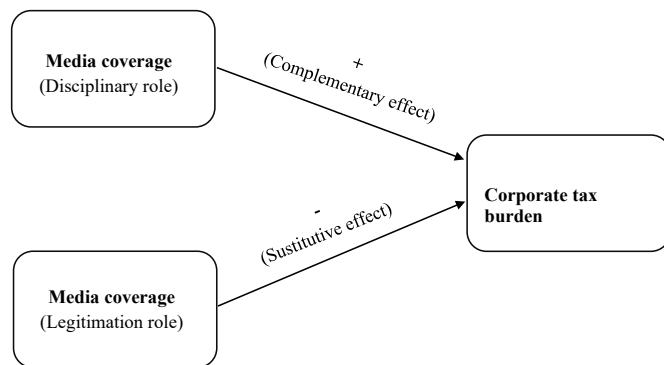 Media coverage
(Disciplinary role)
+
(Complementary effect)
Corporate tax
burden
-
(Sustitutive effect)
Media coverage
(Legitimation role)